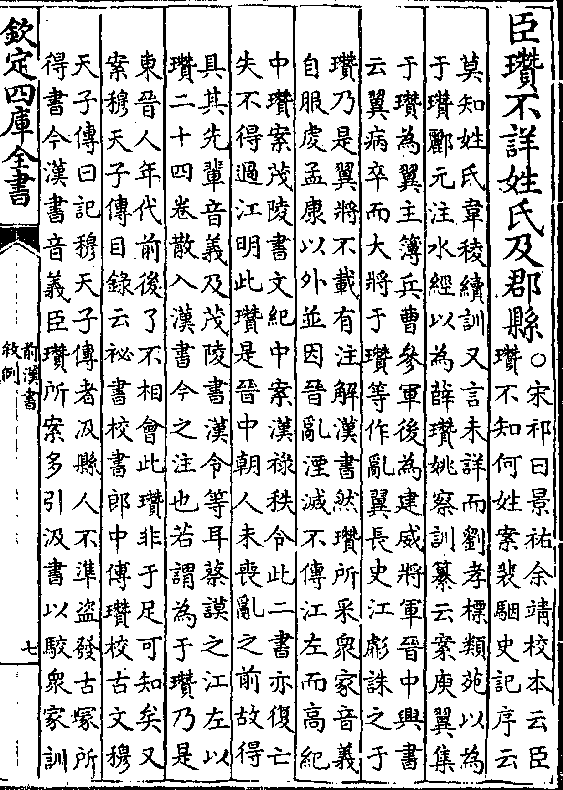 臣瓚不詳姓氏及郡縣
○宋祁曰景祐余靖校本云臣
瓚不知何姓案裴駰史記序云
莫知姓氏韋稜續訓又言未詳而劉孝標類苑以為
于瓚酈元注水經以為薛瓚姚察訓纂云案庾翼集
于瓚為翼主簿兵曹參軍後為建威將軍晉中興書
云翼病卒而大將于瓚等作亂翼長史江彪誅之于
瓚乃是翼將不載有注解漢書然瓚所采衆家音義
自服虔孟康以外並因晉亂湮滅不傳江左而高紀
中瓚案茂陵書文紀中案漢祿秩令此二書亦復亡
失不得過江明此瓚是晉中朝人未喪亂之前故得
具其先輩音義及茂陵書漢令等耳蔡謨之江左以
瓚二十四卷散入漢書今之注也若謂為于瓚乃是
東晉人年代前後了不相會此瓚非于足可知矣又
案穆天子傳目錄云祕書校書郎中傅瓚校古文穆
天子傳曰記穆天子傳者汲縣人不準盗發古塚所
得書今漢書音義臣瓚所案多引汲書以駮衆家訓
欽定四庫全書
前漢書
敘例
七